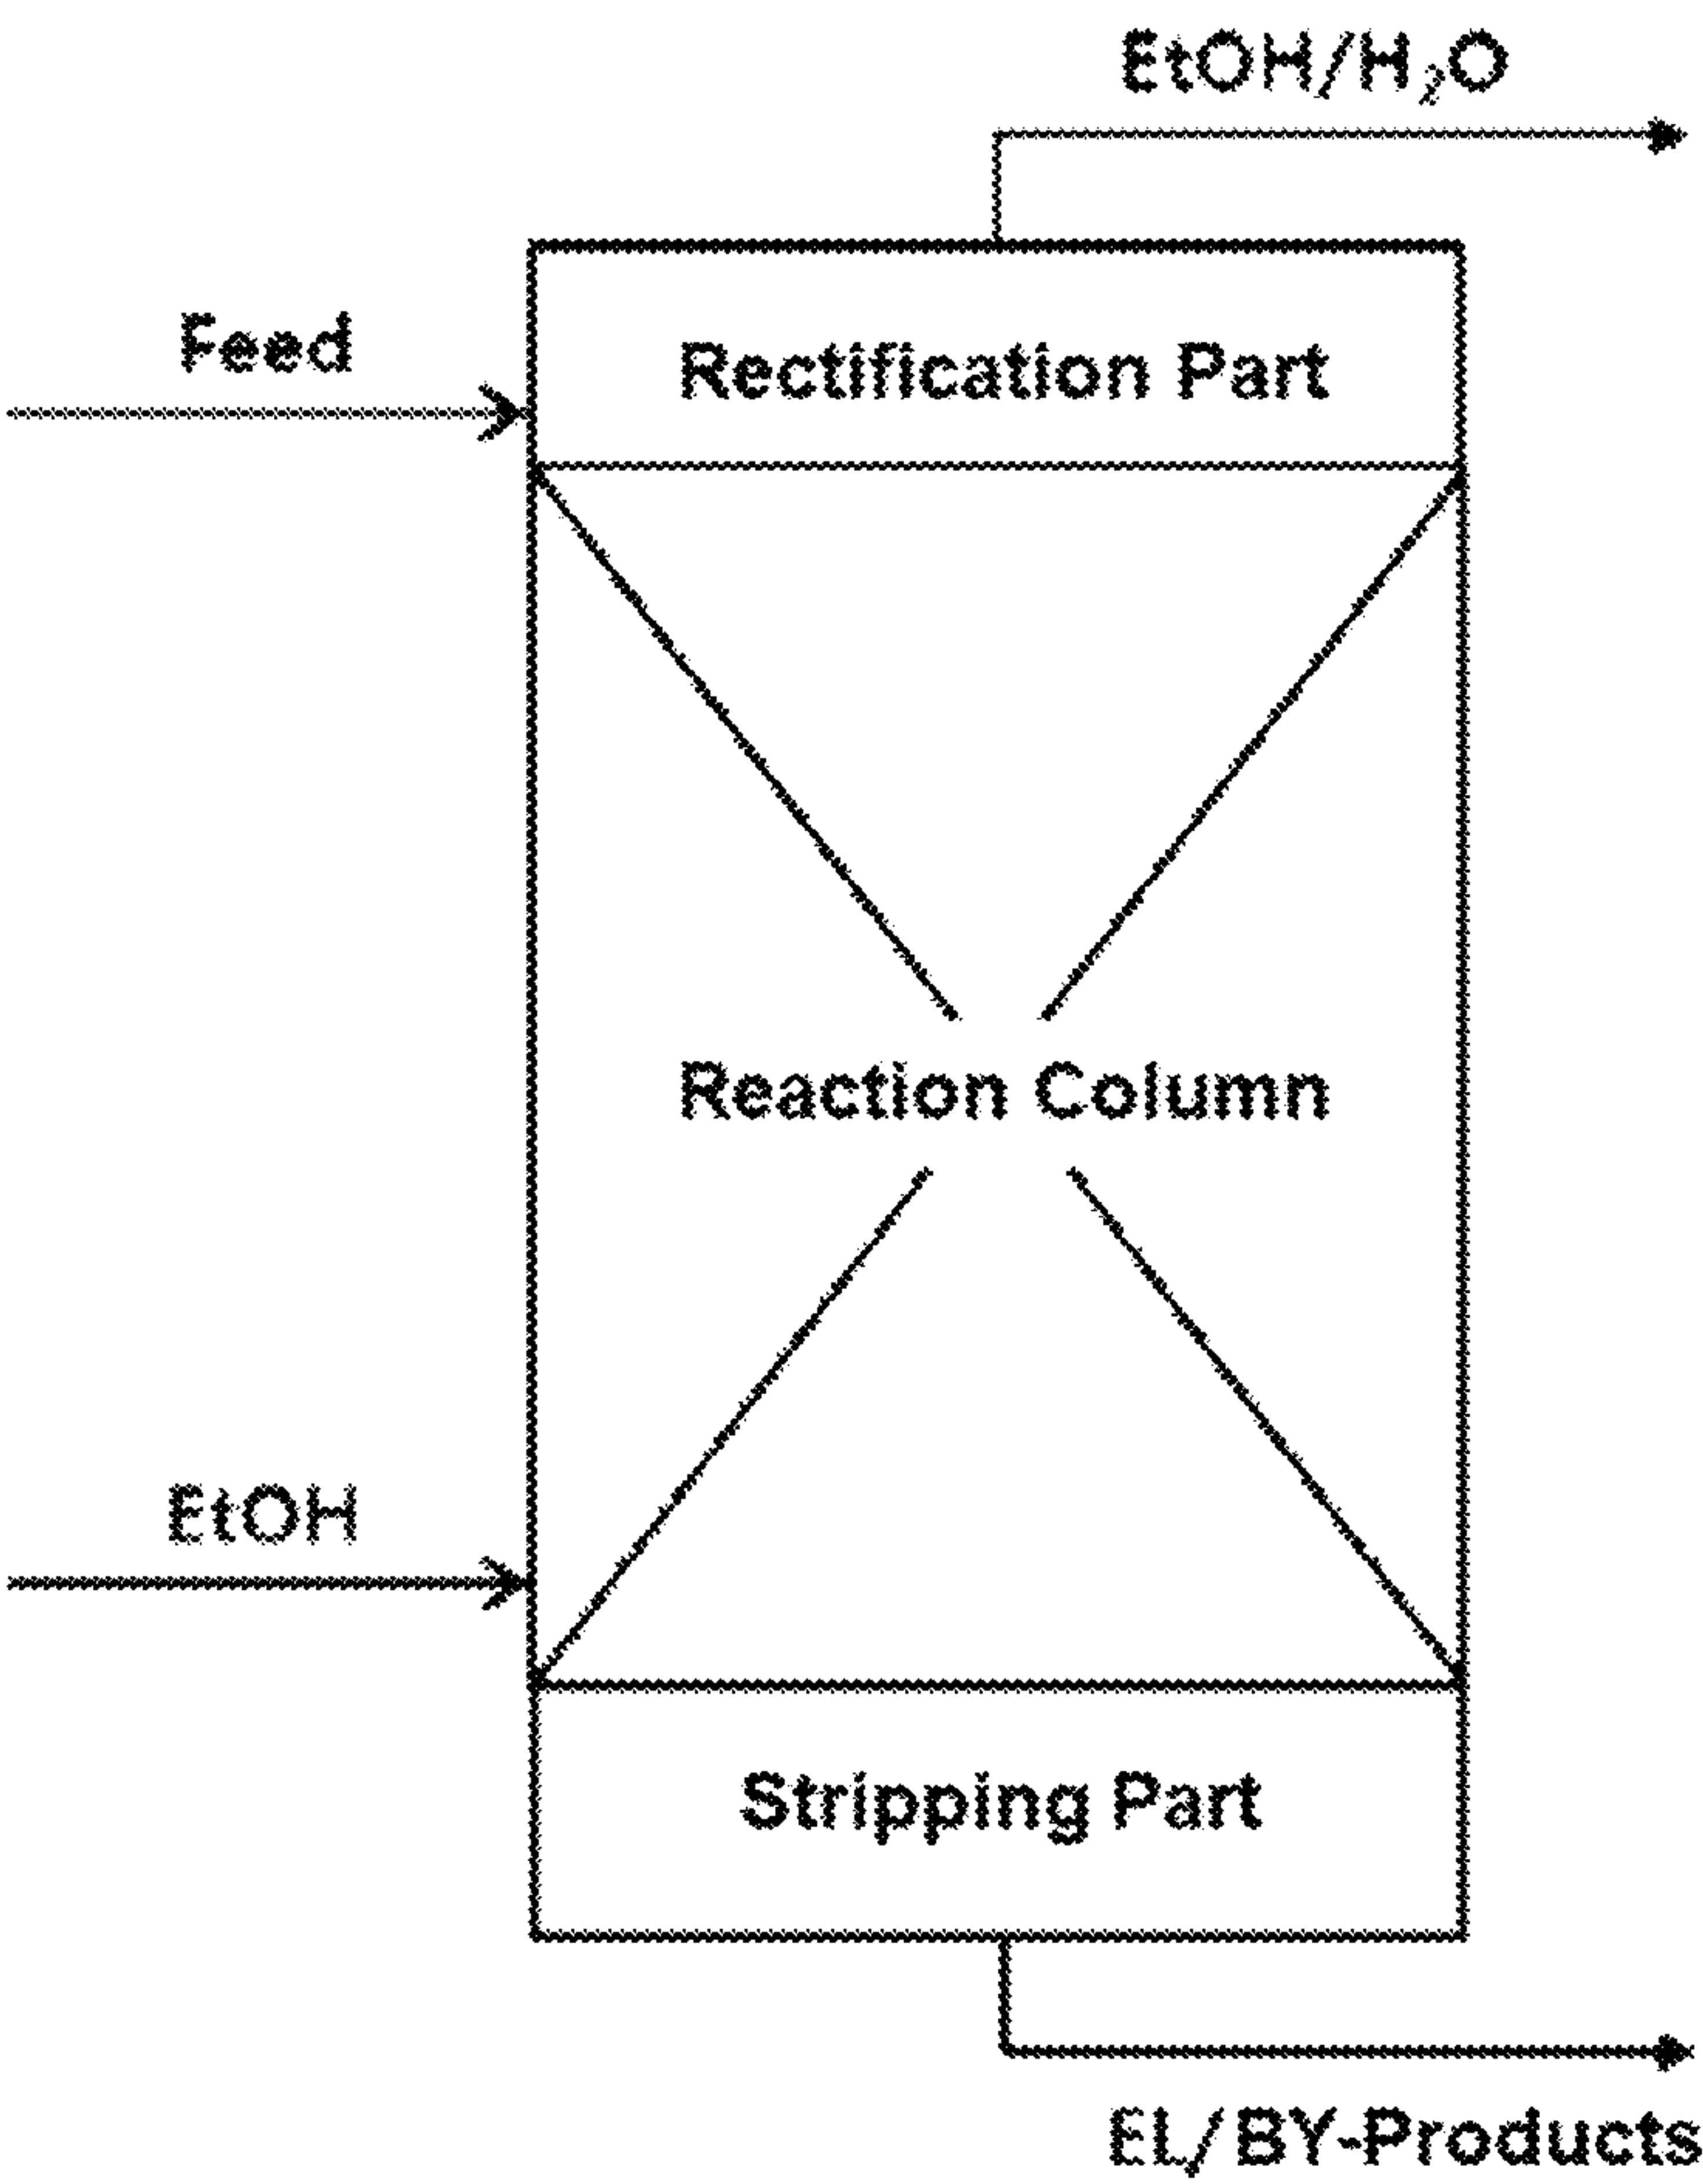 EtOH/H₂O
Feed
Rectification Part
Reaction Column
EtOH
Stripping Part
EL/BY-Products